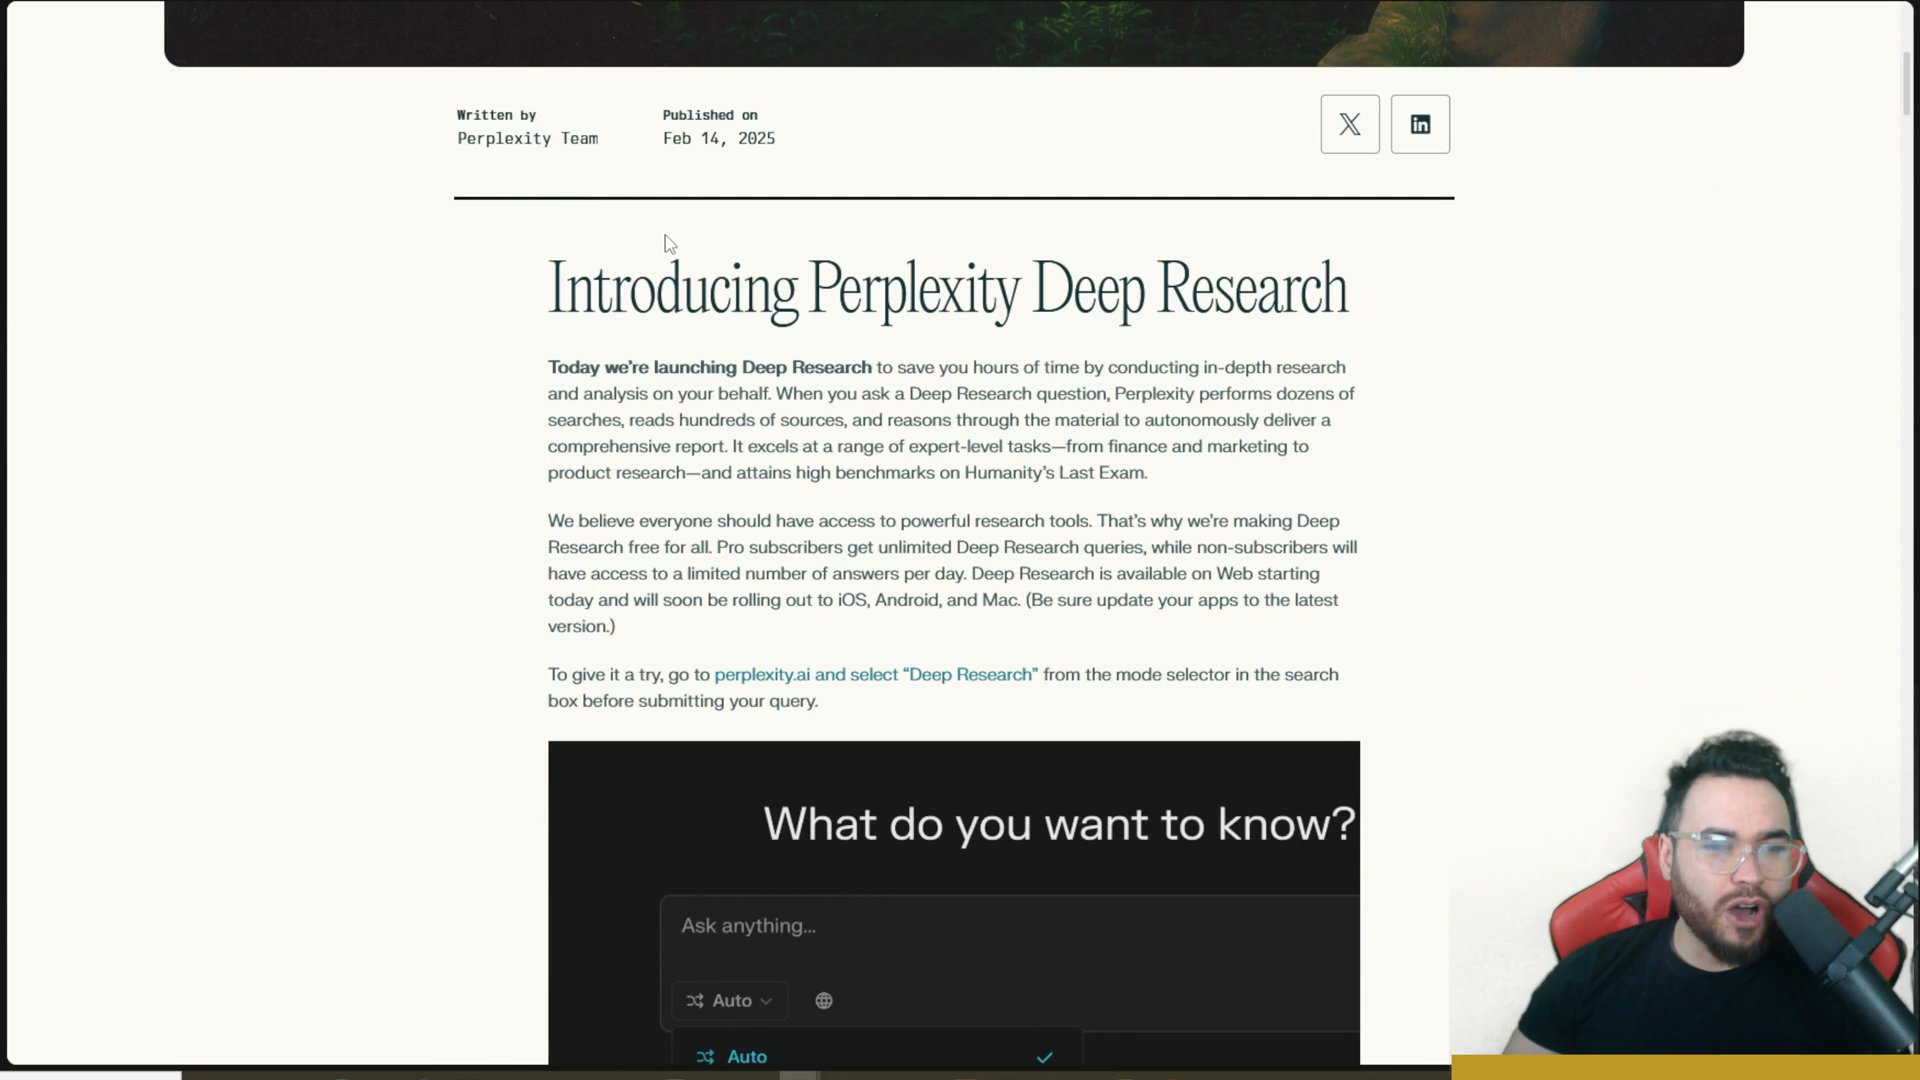 Written by
Perplexity Team
Published on
Feb 14, 2025
Introducing Perplexity Deep Research
Today we’re launching Deep Research to save you hours of time by conducting in-depth research
and analysis on your behalf. When you ask a Deep Research question, Perplexity performs dozens of
searches, reads hundreds of sources, and reasons through the material to autonomously deliver a
comprehensive report. It excels at a range of expert-level tasks—from finance and marketing to
product research—and attains high benchmarks on Humanity’s Last Exam.
We believe everyone should have access to powerful research tools. That’s why we’re making Deep
Research free for all. Pro subscribers get unlimited Deep Research queries, while non-subscribers will
have access to a limited number of answers per day. Deep Research is available on Web starting
today and will soon be rolling out to iOS, Android, and Mac. (Be sure update your apps to the latest
version.)
To give it a try, go to perplexity.ai and select “Deep Research” from the mode selector in the search
box before submitting your query.
What do you want to know?
Ask anything...
Auto
Auto